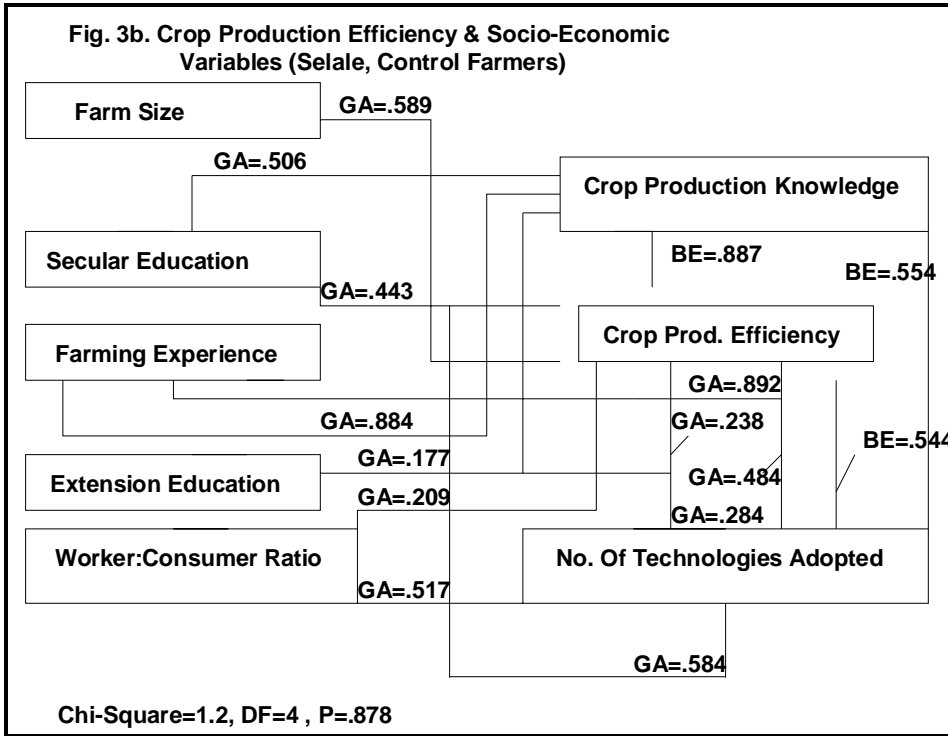 Fig. 3b. Crop Production Efficiency & Socio-Economic
Variables (Selale, Control Farmers)
Farm Size
GA=.589
GA=.506
Crop Production Knowledge
Secular Education
BE=.887
BE=.554
GA=.443
Farming Experience
Crop Prod. Efficiency
GA=.892
GA=.884
GA=.238
BE=.544
GA=.177
Extension Education
GA=.484
GA=.209
GA=.284
Worker:Consumer Ratio
No. Of Technologies Adopted
GA=.517
GA=.584
Chi-Square=1.2, DF=4 , P=.878